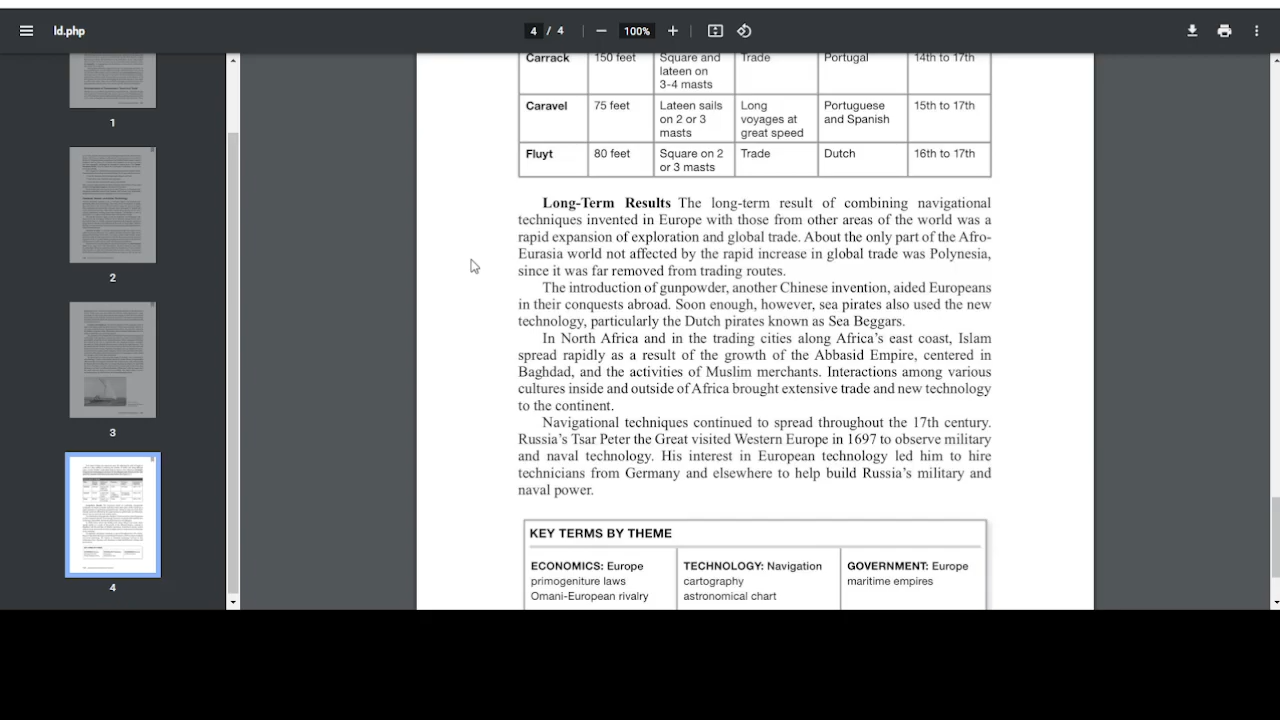 ld.php
4 / 4
100%
1
2
3
4
Carrack 150 feet Square and lateen on 3-4 masts Trade Portugal 14th to 17th
Caravel 75 feet Lateen sails on 2 or 3 masts Long voyages at great speed Portuguese and Spanish 15th to 17th
Fluyt 80 feet Square on 2 or 3 masts Trade Dutch 16th to 17th
Long-Term Results The long-term result of combining navigational
techniques invented in Europe with those from other areas of the world was a
rapid expansion of exploration and global trade. About the only part of the Afro-
Eurasia world not affected by the rapid increase in global trade was Polynesia,
since it was far removed from trading routes.
The introduction of gunpowder, another Chinese invention, aided Europeans
in their conquests abroad. Soon enough, however, sea pirates also used the new
technology, particularly the Dutch pirates known as Sea Beggars.
In North Africa and in the trading cities along Africa's east coast, Islam
spread rapidly as a result of the growth of the Abbasid Empire, centered in
Baghdad, and the activities of Muslim merchants. Interactions among various
cultures inside and outside of Africa brought extensive trade and new technology
to the continent.
Navigational techniques continued to spread throughout the 17th century.
Russia's Tsar Peter the Great visited Western Europe in 1697 to observe military
and naval technology. His interest in European technology led him to hire
technicians from Germany and elsewhere to help build Russia's military and
naval power.
KEY TERMS BY THEME
ECONOMICS: Europe
primogeniture laws
Omani-European rivalry
TECHNOLOGY: Navigation
cartography
astronomical chart
GOVERNMENT: Europe
maritime empires